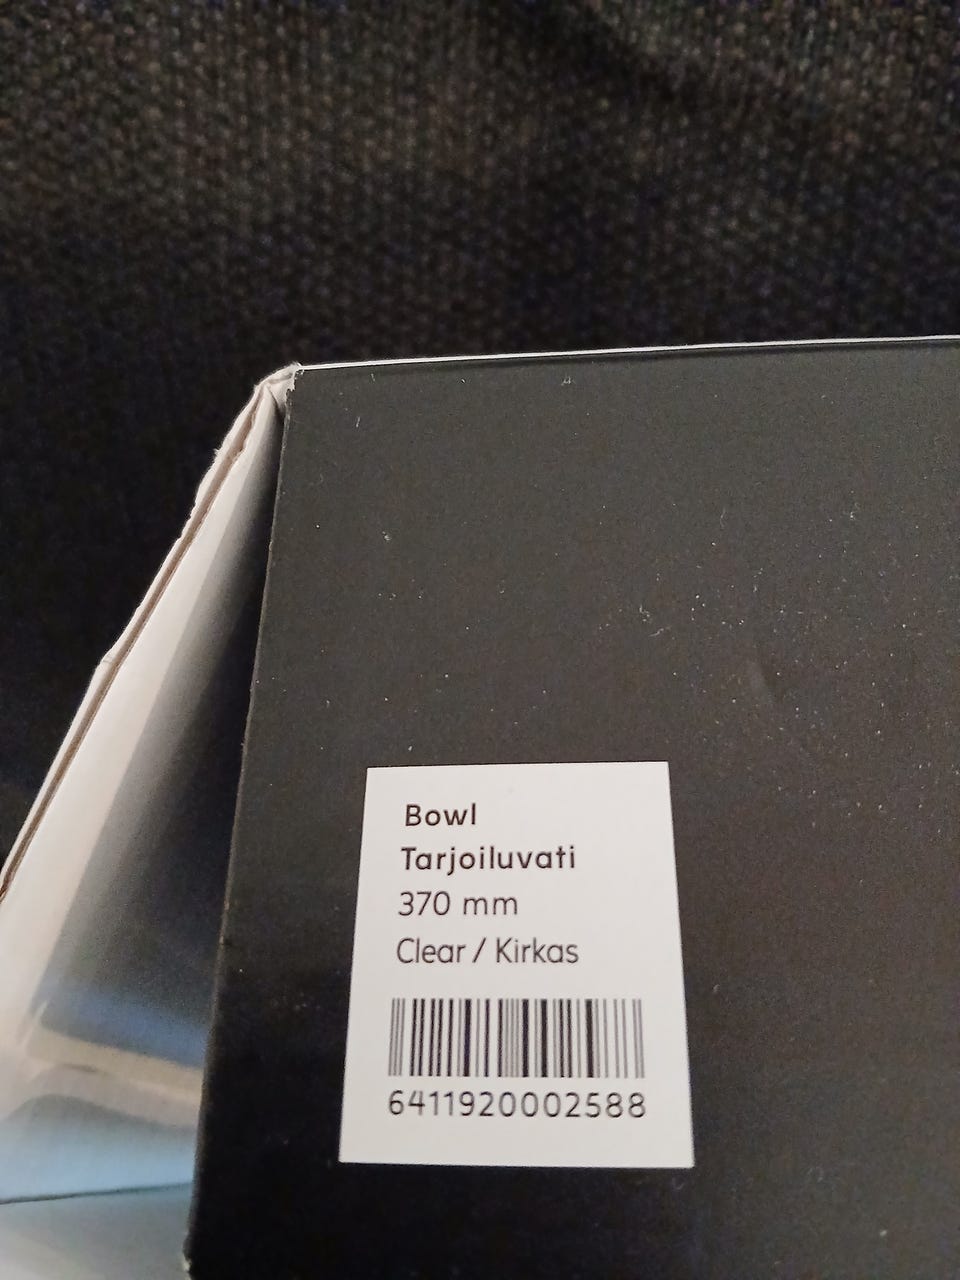 Bowl
Tarjoiluvati
370 mm
Clear / Kirkas
6411920002588